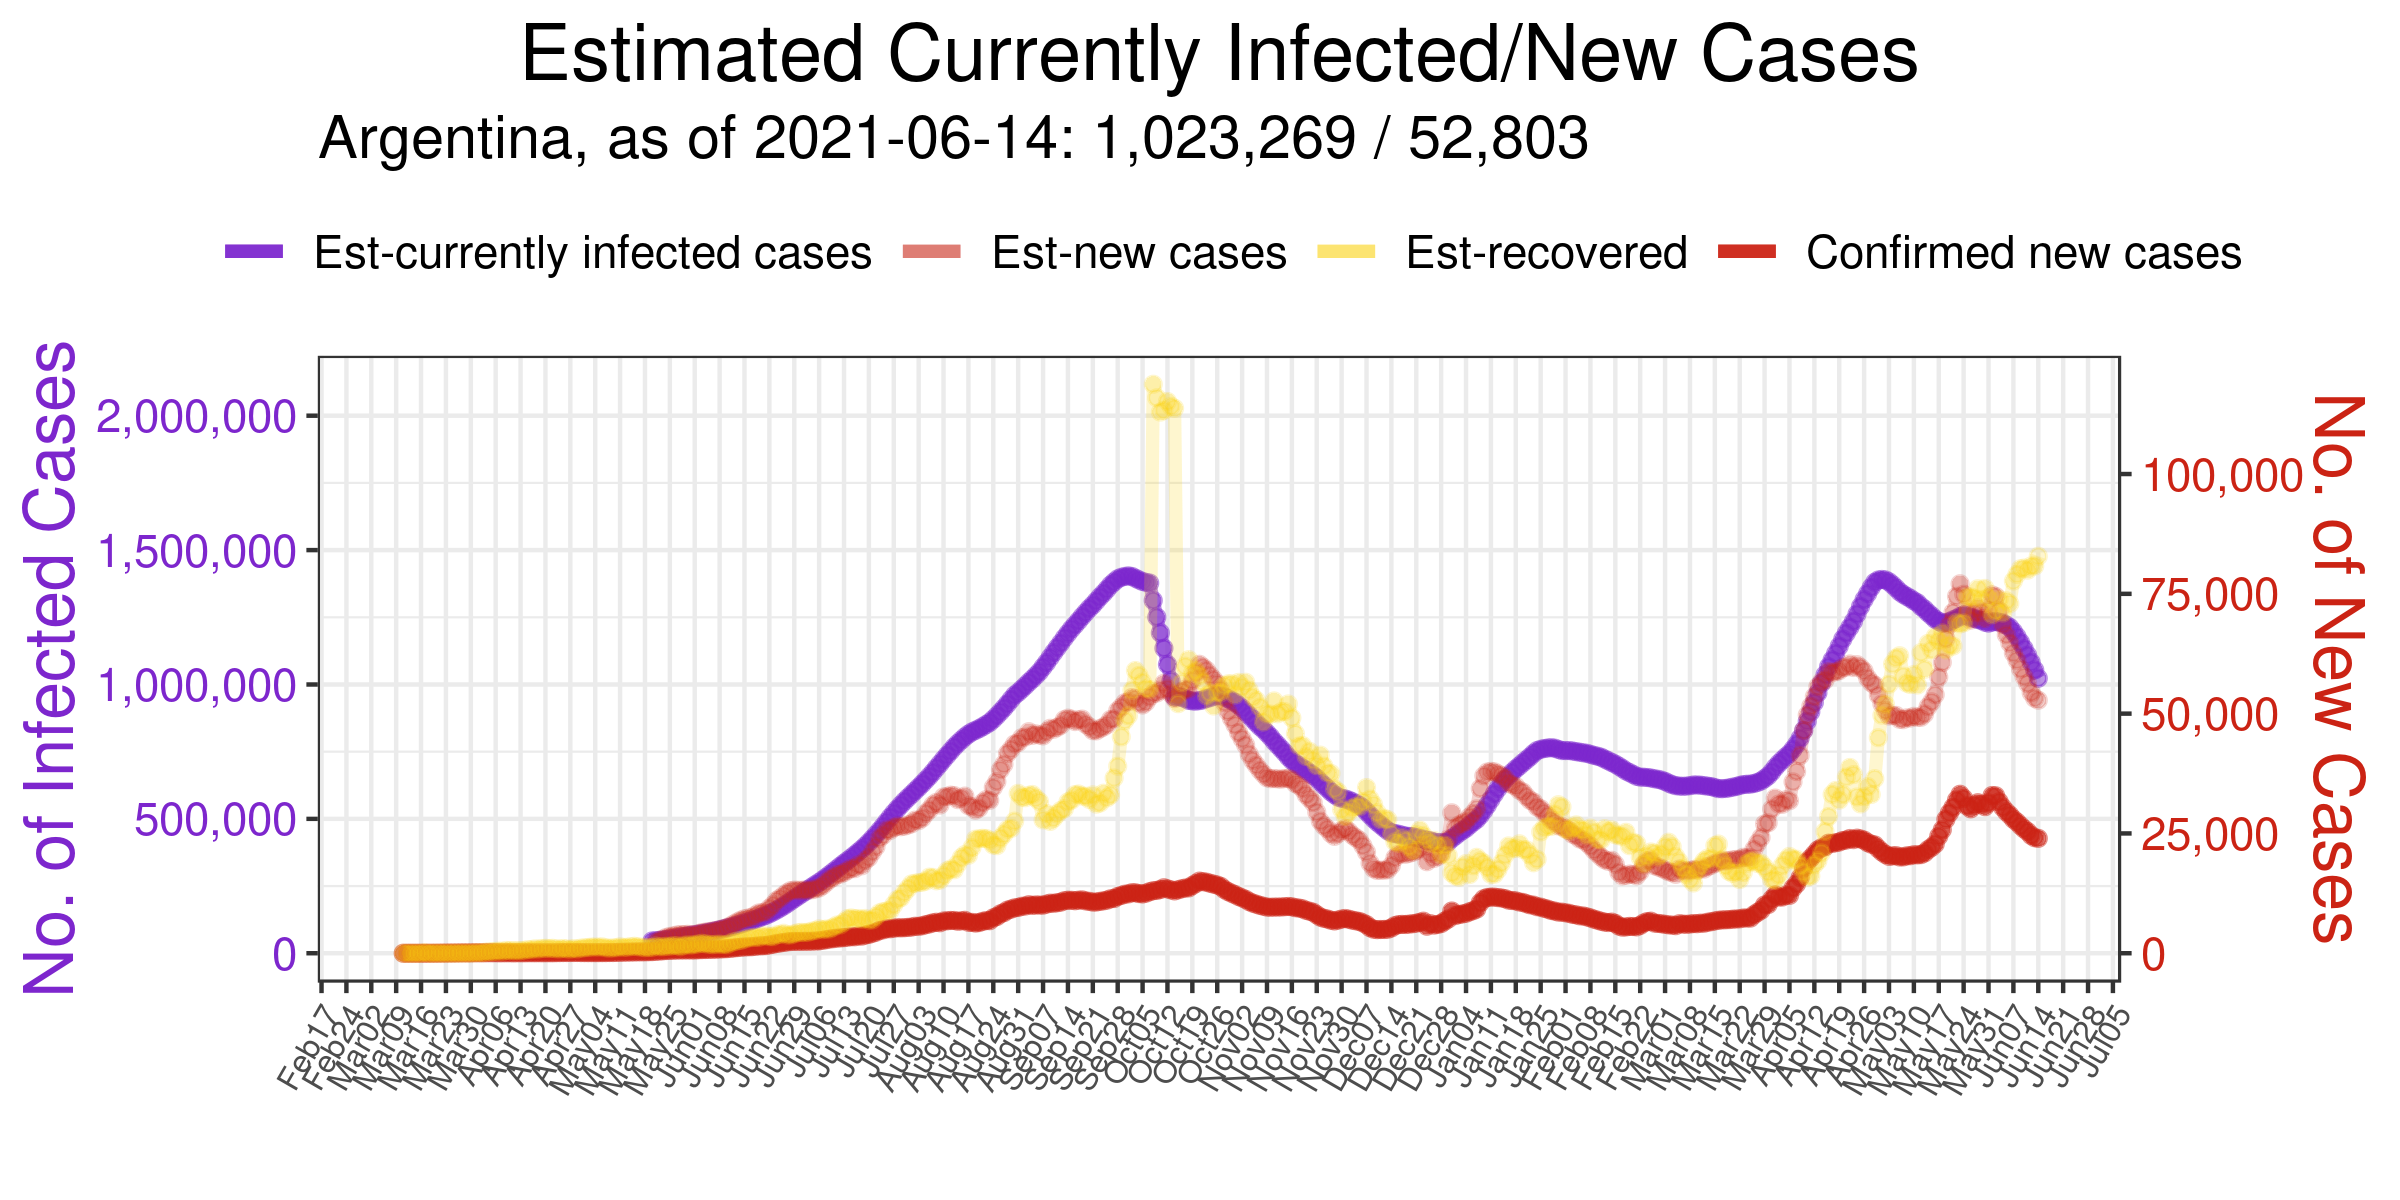 Estimated Currently Infected/New Cases
Argentina, as of 2021-06-14: 1,023,269 / 52,803
Est-currently infected cases Est-new cases Est-recovered Confirmed new cases
No. of Infected Cases
2,000,000
1,500,000
1,000,000
500,000
0
100,000
75,000
50,000
25,000
0
No. of New Cases
Feb17 Feb24 Mar02 Mar09 Mar16 Mar23 Mar30 Apr06 Apr13 Apr20 Apr27 May04 May11 May18 May25 Jun01 Jun08 Jun15 Jun22 Jun29 Jul06 Jul13 Jul20 Jul27 Aug03 Aug10 Aug17 Aug24 Aug31 Sep07 Sep14 Sep21 Sep28 Oct05 Oct12 Oct19 Oct26 Nov02 Nov09 Nov16 Nov23 Nov30 Dec07 Dec14 Dec21 Dec28 Jan04 Jan11 Jan18 Jan25 Feb01 Feb08 Feb15 Feb22 Mar01 Mar08 Mar15 Mar22 Mar29 Apr05 Apr12 Apr19 Apr26 May03 May10 May17 May24 May31 Jun07 Jun14 Jun21 Jun28 Jul05